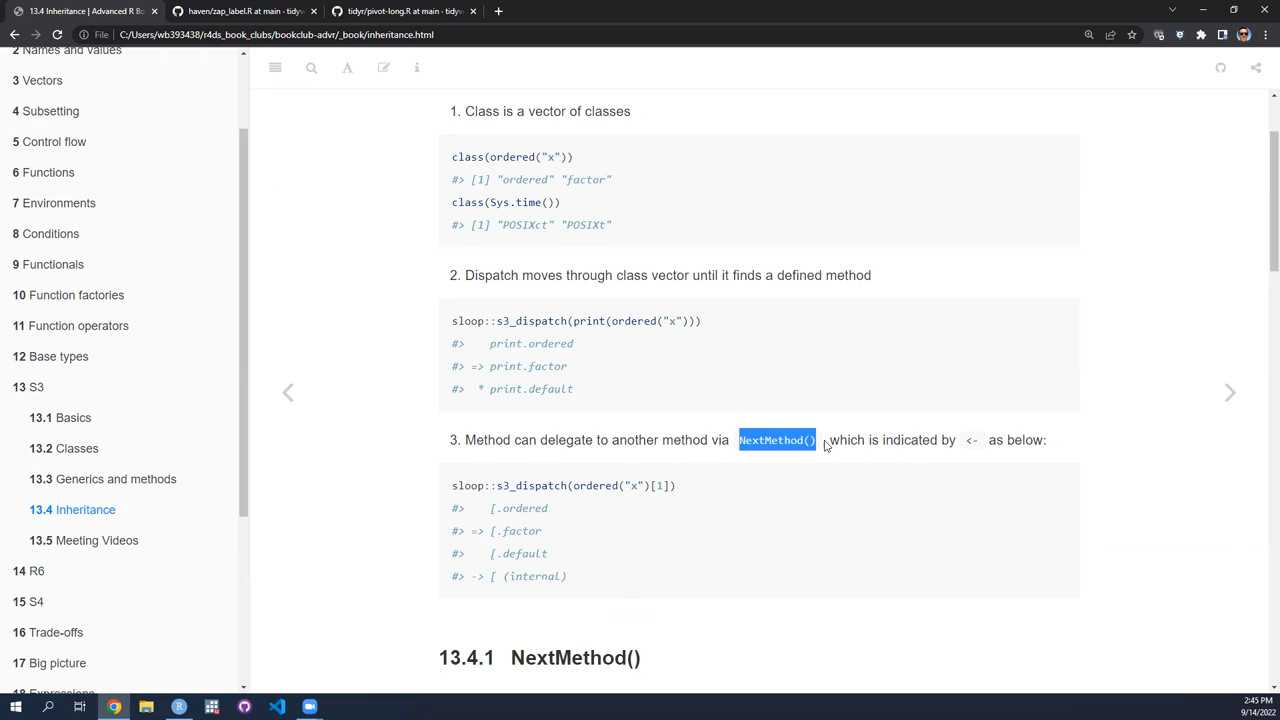 13.4 Inheritance | Advanced R Bo
haven/zap_label.R at main · tidyv
tidyr/pivot-long.R at main · tidyv
File
C:/Users/wb393438/r4ds_book_clubs/bookclub-advr/_book/inheritance.html
2 Names and values
3 Vectors
4 Subsetting
5 Control flow
6 Functions
7 Environments
8 Conditions
9 Functionals
10 Function factories
11 Function operators
12 Base types
13 S3
13.1 Basics
13.2 Classes
13.3 Generics and methods
13.4 Inheritance
13.5 Meeting Videos
14 R6
15 S4
16 Trade-offs
17 Big picture
18 Expressions
1. Class is a vector of classes
class(ordered("x"))
#> [1] "ordered" "factor"
class(Sys.time())
#> [1] "POSIXct" "POSIXt"
2. Dispatch moves through class vector until it finds a defined method
sloop::s3_dispatch(print(ordered("x")))
#>    print.ordered
#> => print.factor
#>  * print.default
3. Method can delegate to another method via NextMethod() , which is indicated by <- as below:
sloop::s3_dispatch(ordered("x")[1])
#>    [.ordered
#> => [.factor
#>    [.default
#> -> [ (internal)
13.4.1 NextMethod()
2:45 PM
9/14/2022